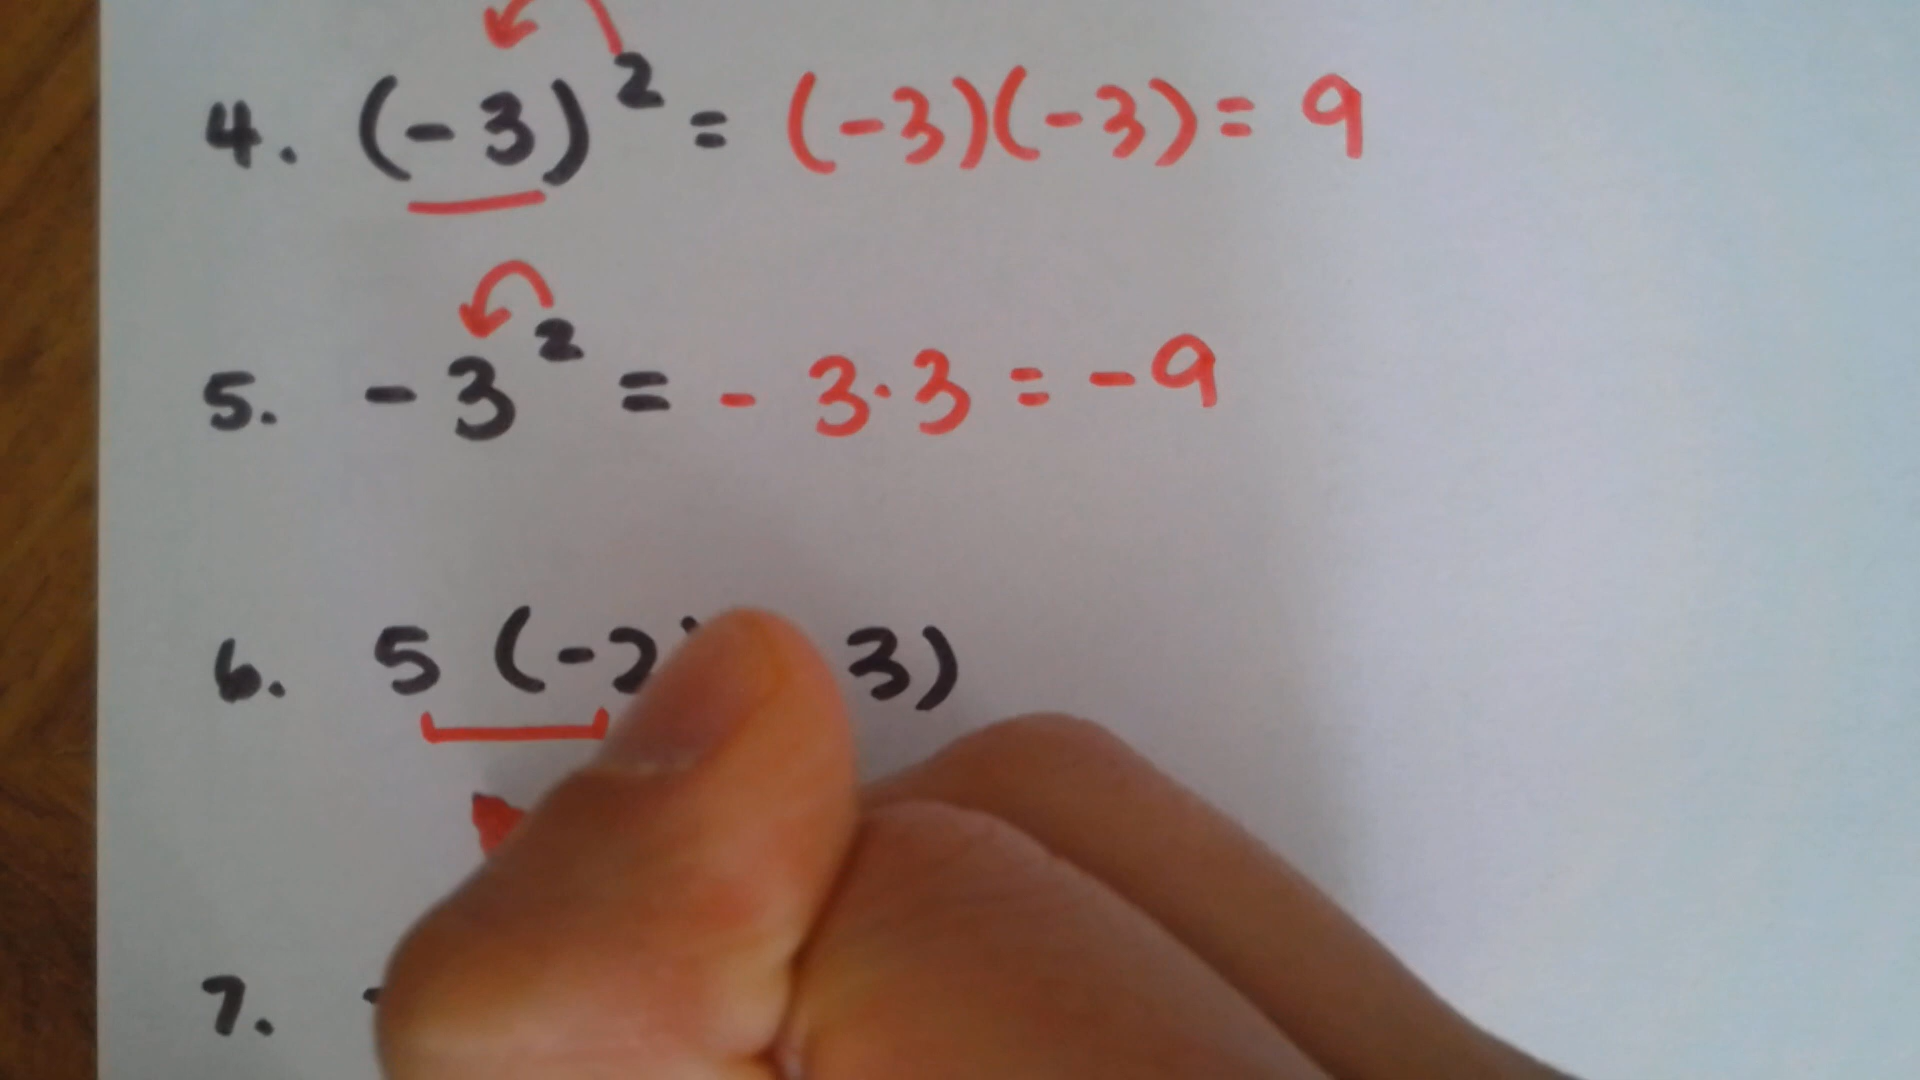 4. (-3)² = (-3)(-3) = 9
5. -3² = - 3·3 = -9
6. 5 (-2) 3)
7. -